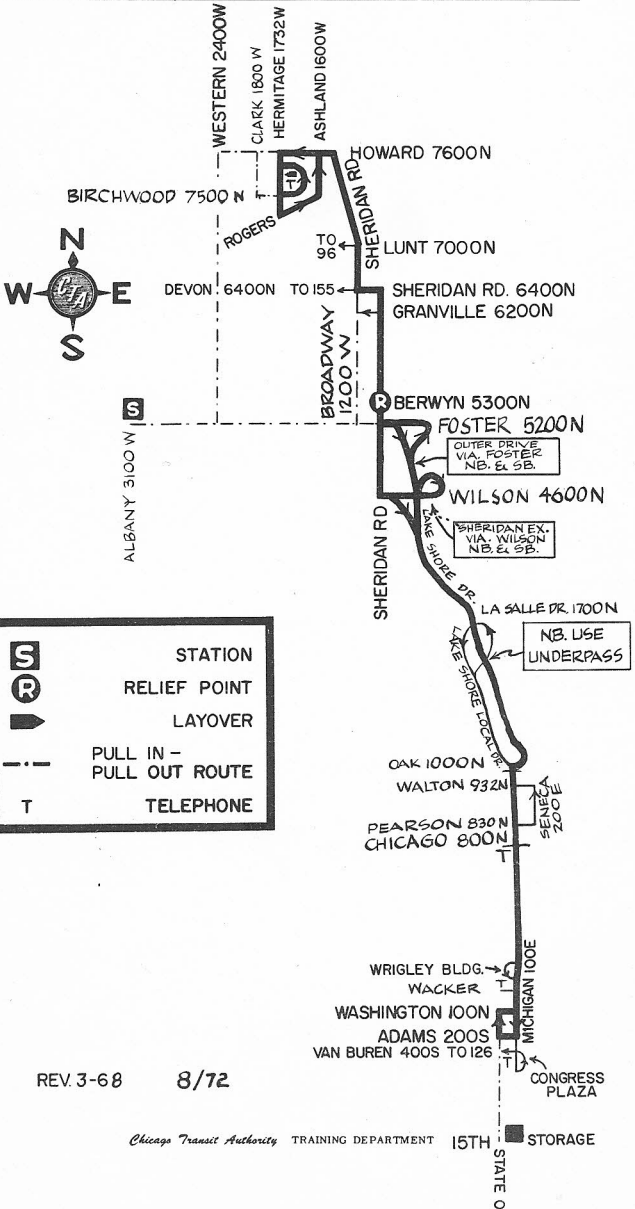 WESTERN 2400W
CLARK 1800 W
HERMITAGE 1732W
ASHLAND 1600W
HOWARD 7600N
BIRCHWOOD 7500 N
T
ROGERS
SHERIDAN RD
TO
96
LUNT 7000N
N
W
CTA
E
S
DEVON 6400N
TO 155
SHERIDAN RD. 6400N
GRANVILLE 6200N
BROADWAY
1200 W
S
R
BERWYN 5300N
FOSTER 5200N
OUTER DRIVE
VIA. FOSTER
NB. & SB.
ALBANY 3100 W
WILSON 4600N
SHERIDAN EX.
VIA. WILSON
NB. & SB.
SHERIDAN RD
LAKE SHORE DR.
LA SALLE DR. 1700N
NB. USE
UNDERPASS
LAKE SHORE LOCAL DR.
S STATION
R RELIEF POINT
LAYOVER
PULL IN –
PULL OUT ROUTE
T TELEPHONE
OAK 1000N
WALTON 932N
SENECA
200E
PEARSON 830N
CHICAGO 800N
T
WRIGLEY BLDG.
T
WACKER
MICHIGAN 100E
WASHINGTON 100N
ADAMS 200S
VAN BUREN 400S TO 126
T
CONGRESS
PLAZA
REV. 3-68 8/72
Chicago Transit Authority TRAINING DEPARTMENT
15TH
STORAGE
STATE O